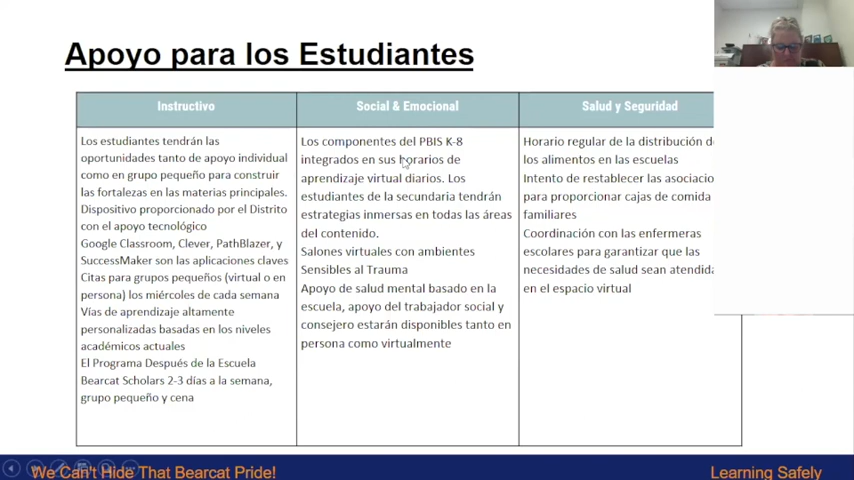 Apoyo para los Estudiantes
Instructivo
Los estudiantes tendrán las
oportunidades tanto de apoyo individual
como en grupo pequeño para construir
las fortalezas en las materias principales.
Dispositivo proporcionado por el Distrito
con el apoyo tecnológico
Google Classroom, Clever, PathBlazer, y
SuccessMaker son las aplicaciones claves
Citas para grupos pequeños (virtual o en
persona) los miércoles de cada semana
Vías de aprendizaje altamente
personalizadas basadas en los niveles
académicos actuales
El Programa Después de la Escuela
Bearcat Scholars 2-3 días a la semana,
grupo pequeño y cena
Social & Emocional
Los componentes del PBIS K-8
integrados en sus horarios de
aprendizaje virtual diarios. Los
estudiantes de la secundaria tendrán
estrategias inmersas en todas las áreas
del contenido.
Salones virtuales con ambientes
Sensibles al Trauma
Apoyo de salud mental basado en la
escuela, apoyo del trabajador social y
consejero estarán disponibles tanto en
persona como virtualmente
Salud y Seguridad
Horario regular de la distribución
los alimentos en las escuelas
Intento de restablecer las
para proporcionar cajas de comida
familiares
Coordinación con las enfermeras
escolares para garantizar que las
necesidades de salud sean
en el espacio virtual
We Can't Hide That Bearcat Pride!
Learning Safely